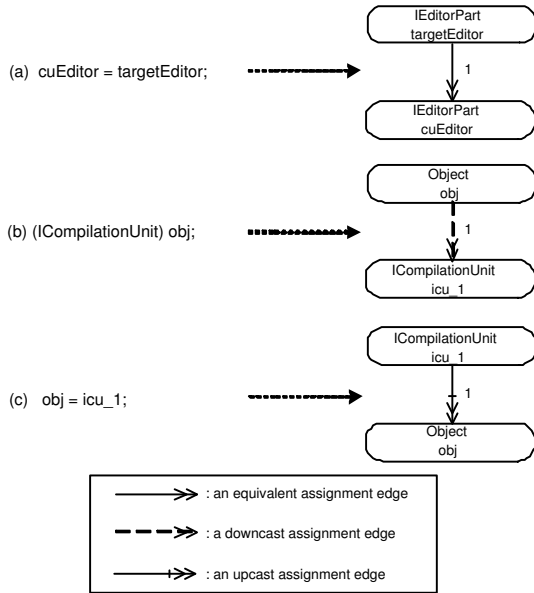 IEditorPart
targetEditor
(a) cuEditor = targetEditor;
1
IEditorPart
cuEditor
Object
obj
(b) (ICompilationUnit) obj;
1
ICompilationUnit
icu_1
ICompilationUnit
icu_1
(c) obj = icu_1;
1
Object
obj
: an equivalent assignment edge
: a downcast assignment edge
: an upcast assignment edge